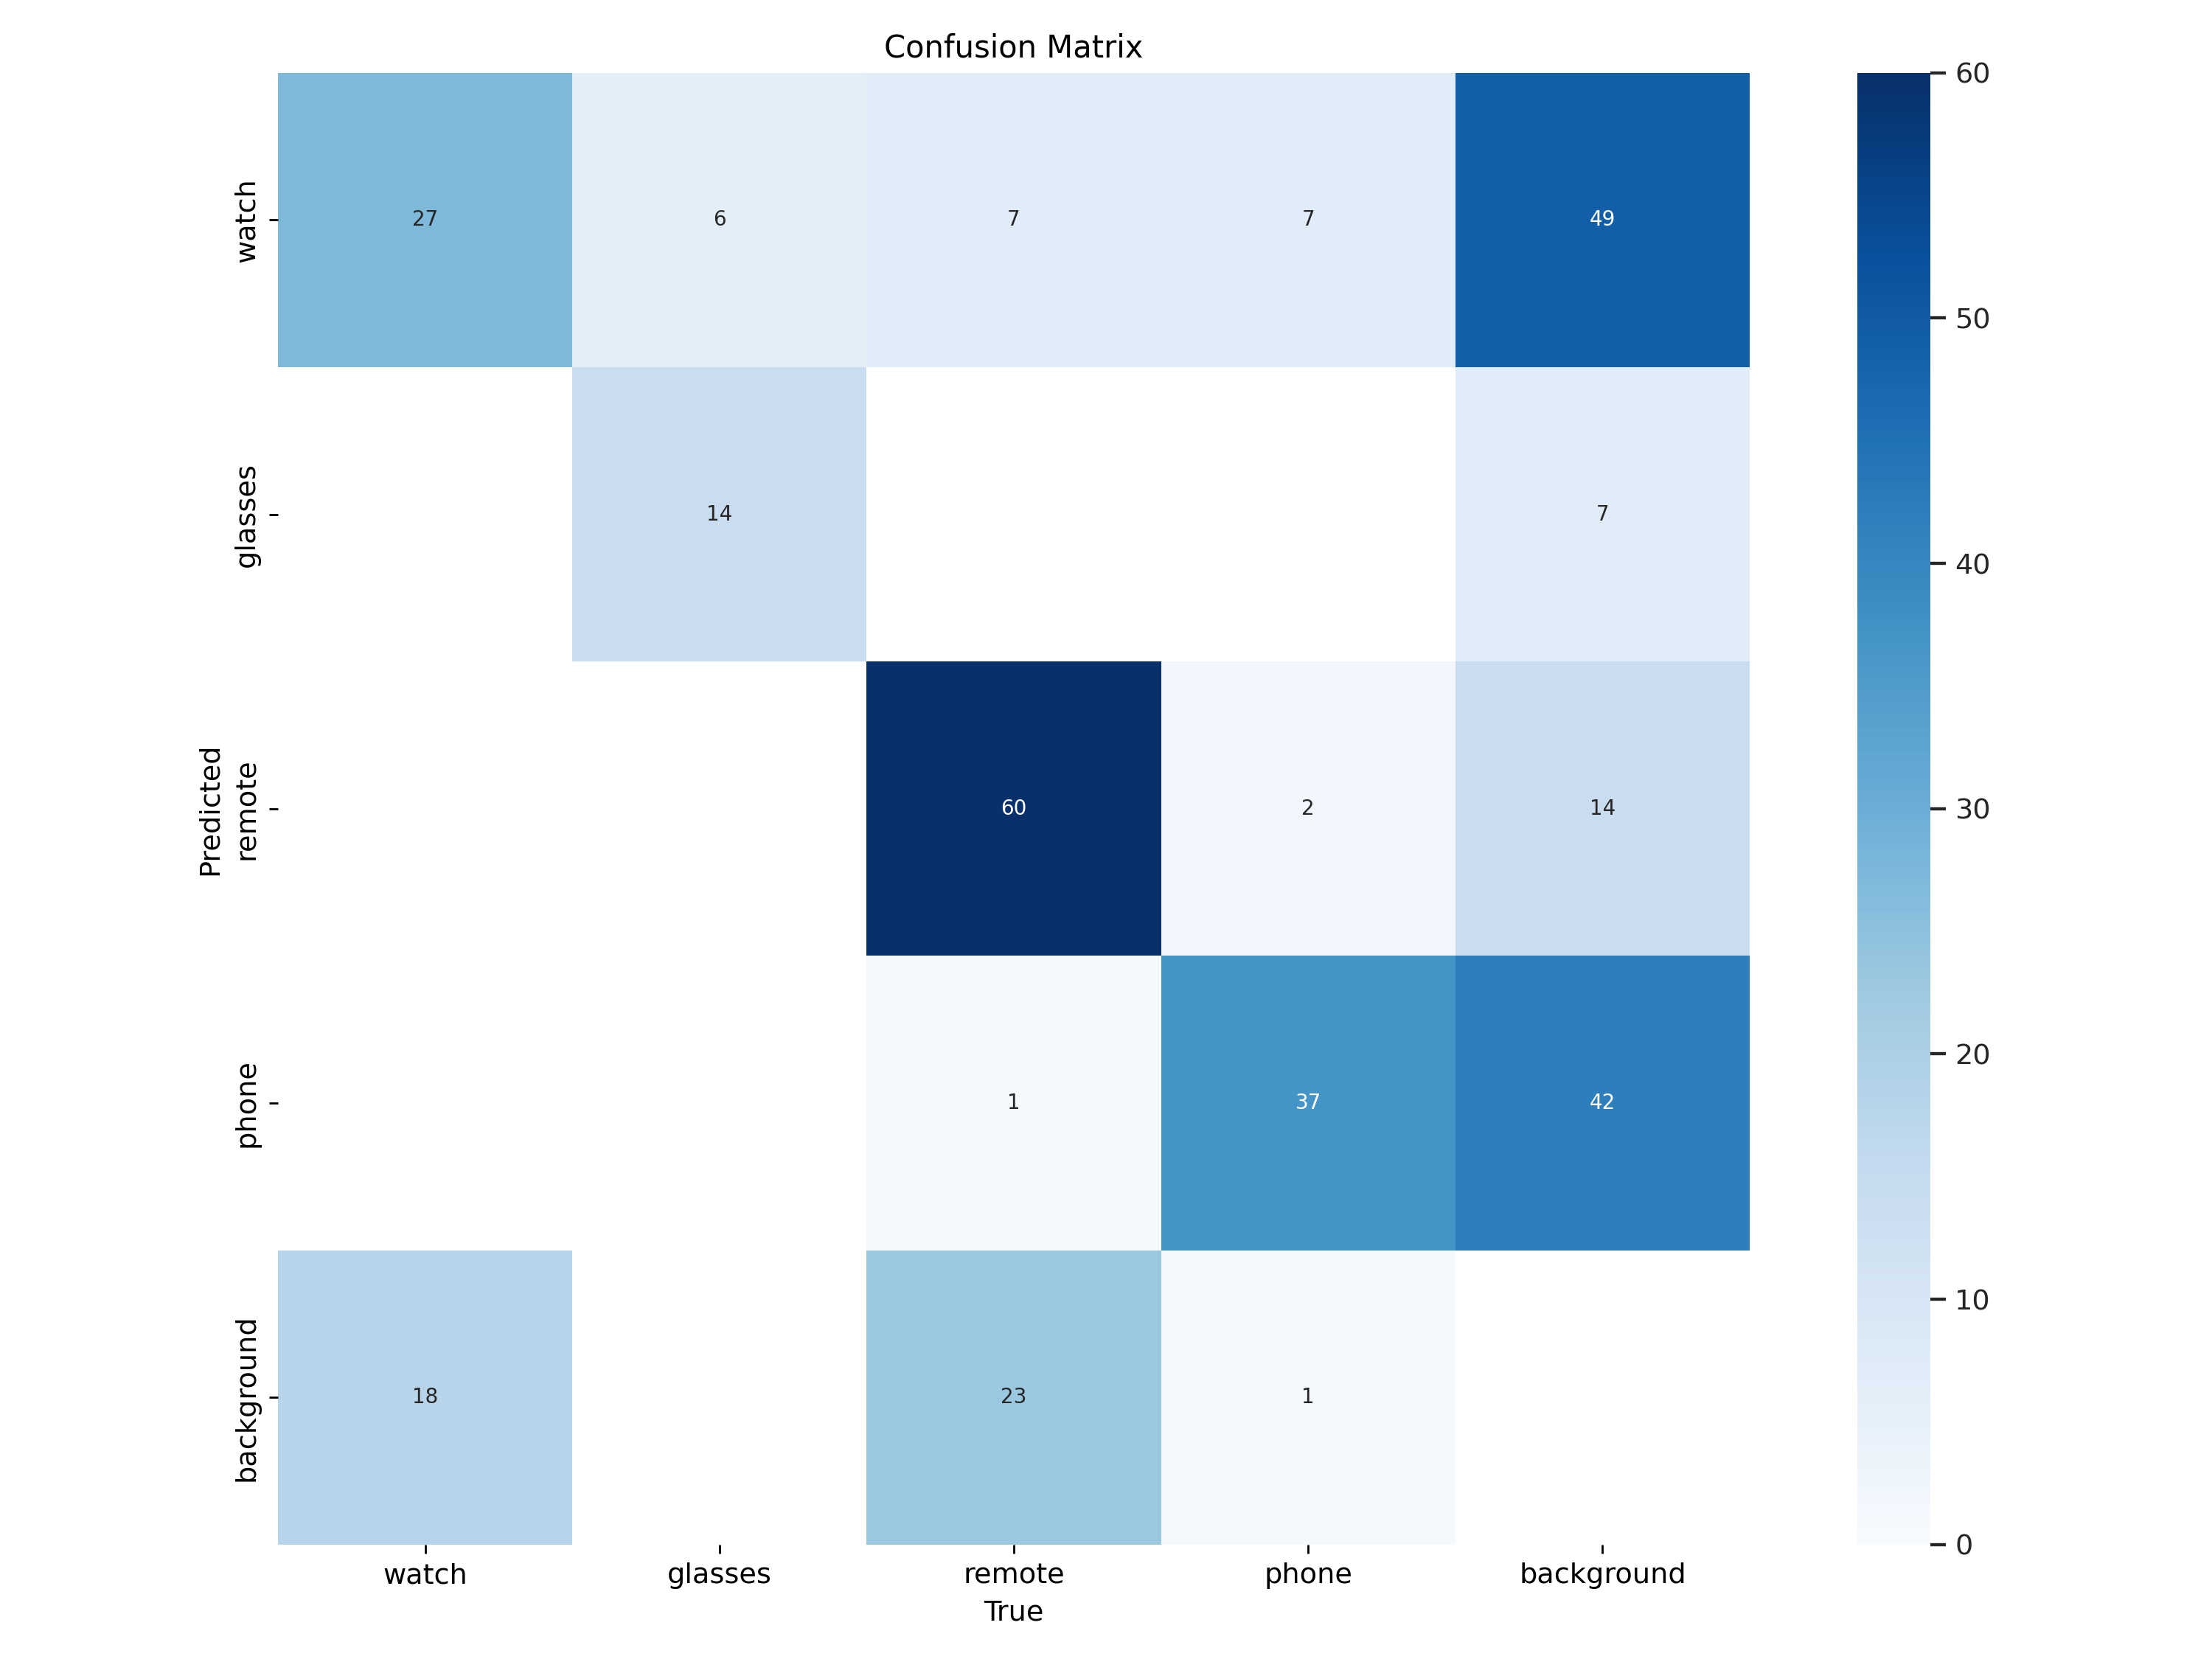 Confusion Matrix
60
watch
27 6 7 7 49
50
glasses
14 7
40
Predicted
remote
60 2 14
30
phone
1 37 42
20
background
18 23 1
10
0
watch glasses remote phone background
True